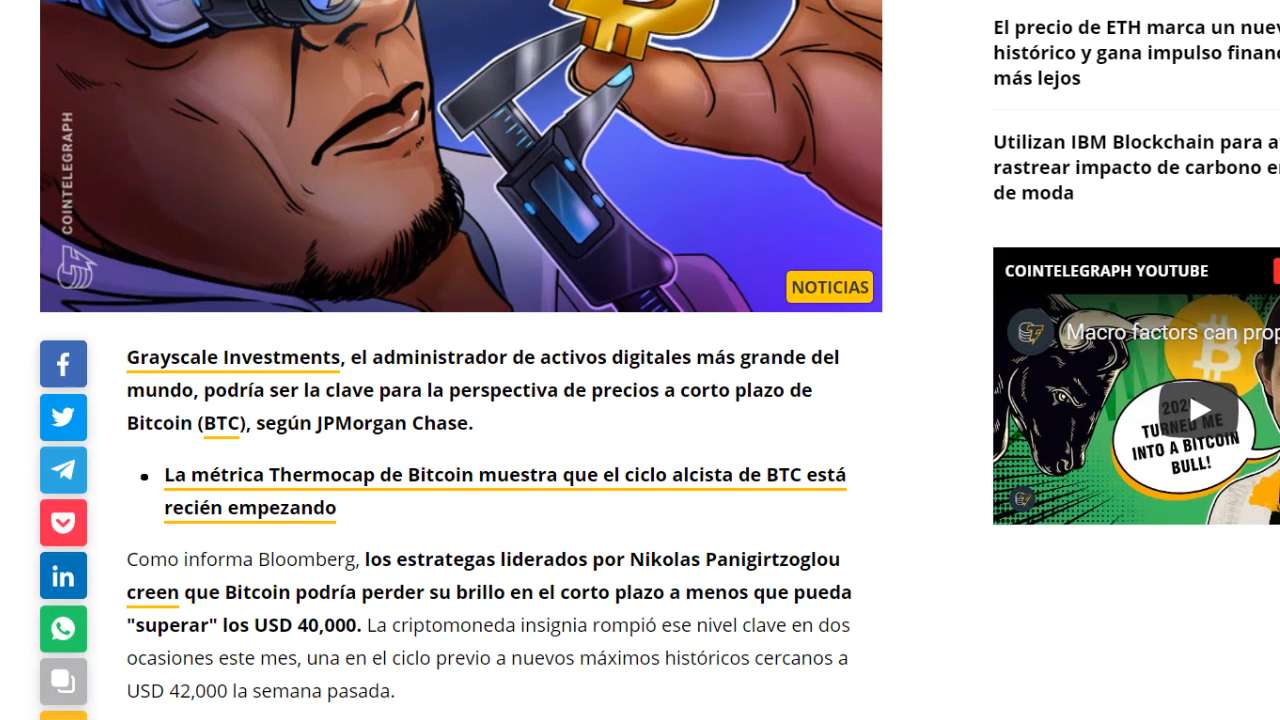 COINTELEGRAPH
NOTICIAS
Grayscale Investments, el administrador de activos digitales más grande del
mundo, podría ser la clave para la perspectiva de precios a corto plazo de
Bitcoin (BTC), según JPMorgan Chase.
La métrica Thermocap de Bitcoin muestra que el ciclo alcista de BTC está
recién empezando
Como informa Bloomberg, los estrategas liderados por Nikolas Panigirtzoglou
creen que Bitcoin podría perder su brillo en el corto plazo a menos que pueda
"superar" los USD 40,000. La criptomoneda insignia rompió ese nivel clave en dos
ocasiones este mes, una en el ciclo previo a nuevos máximos históricos cercanos a
USD 42,000 la semana pasada.
El precio de ETH marca un
histórico y gana impulso
más lejos
Utilizan IBM Blockchain para
rastrear impacto de carbono
de moda
COINTELEGRAPH YOUTUBE
Macro factors can
TURNED ME
INTO A BITCOIN
BULL!